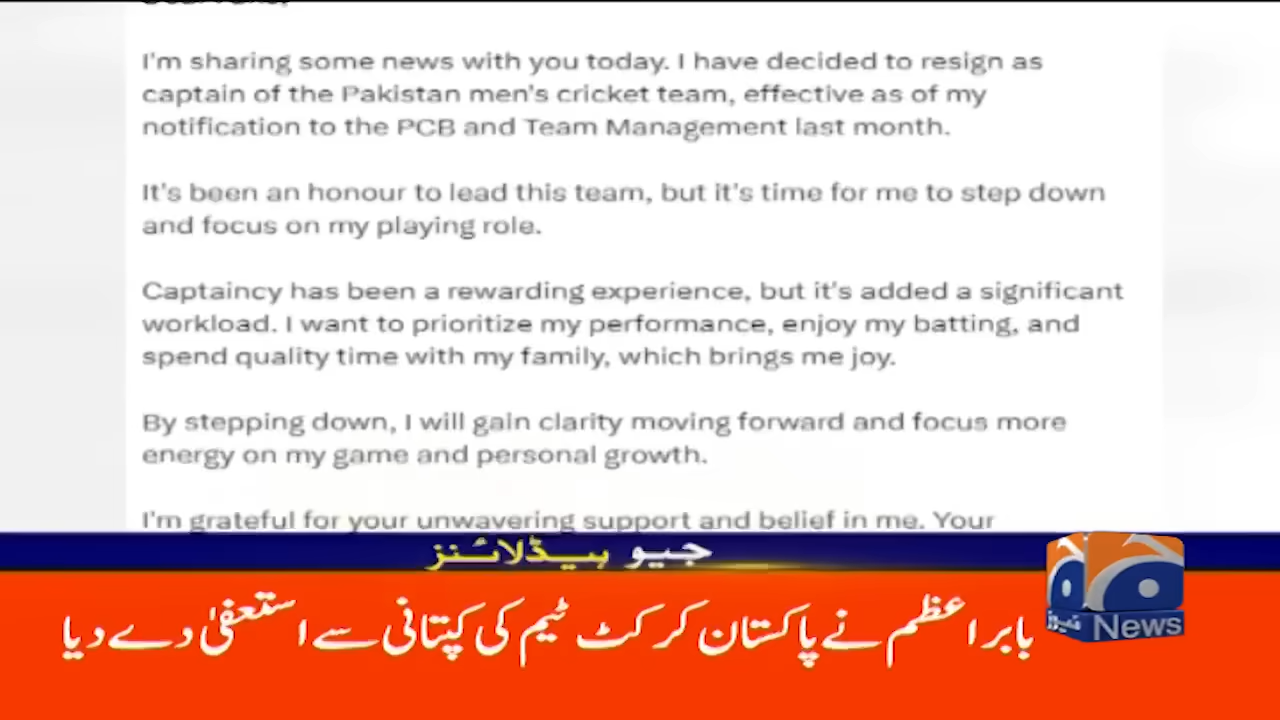 I'm sharing some news with you today. I have decided to resign as
captain of the Pakistan men's cricket team, effective as of my
notification to the PCB and Team Management last month.
It's been an honour to lead this team, but it's time for me to step down
and focus on my playing role.
Captaincy has been a rewarding experience, but it's added a significant
workload. I want to prioritize my performance, enjoy my batting, and
spend quality time with my family, which brings me joy.
By stepping down, I will gain clarity moving forward and focus more
energy on my game and personal growth.
I'm grateful for your unwavering support and belief in me. Your
جیو ہیڈلائنز
بابر اعظم نے پاکستان کرکٹ ٹیم کی کپتانی سے استعفیٰ دے دیا
جیو
نیوز News